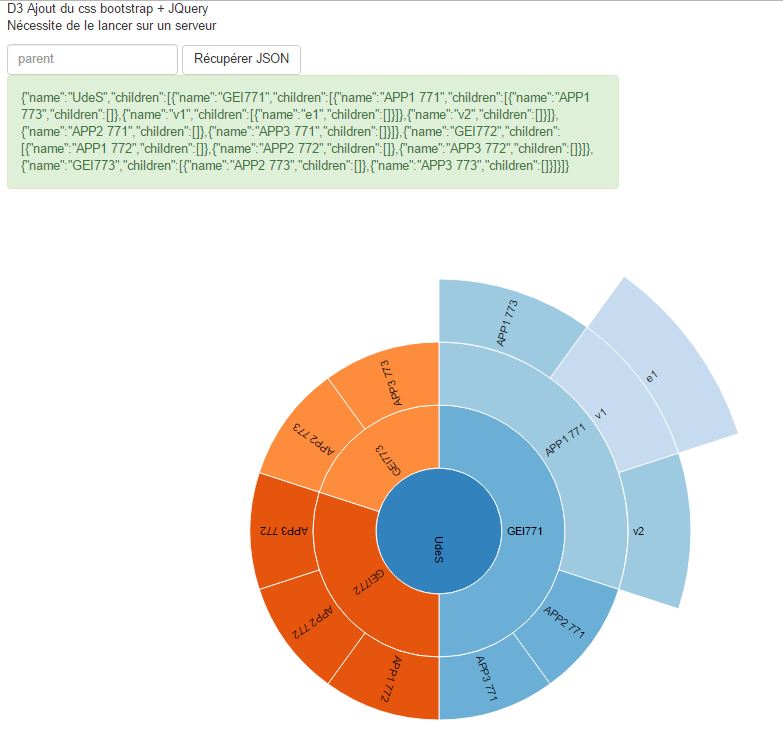 D3 Ajout du css bootstrap + JQuery
Nécessite de le lancer sur un serveur
parent
Récupérer JSON
{"name":"UdeS","children":[{"name":"GEI771","children":[{"name":"APP1 771","children":[{"name":"APP1
773","children":[]},{"name":"v1","children":[{"name":"e1","children":[]}]},{"name":"v2","children":[]}]},
{"name":"APP2 771","children":[]},{"name":"APP3 771","children":[]}]},{"name":"GEI772","children":
[{"name":"APP1 772","children":[]},{"name":"APP2 772","children":[]},{"name":"APP3 772","children":[]}]},
{"name":"GEI773","children":[{"name":"APP2 773","children":[]},{"name":"APP3 773","children":[]}]}]}
APP1 773
e1
v1
APP3 773
APP1 771
APP2 773
GEI773
APP3 772
UdeS
GEI771
v2
GEI772
APP2 772
APP2 771
APP1 772
APP3 771